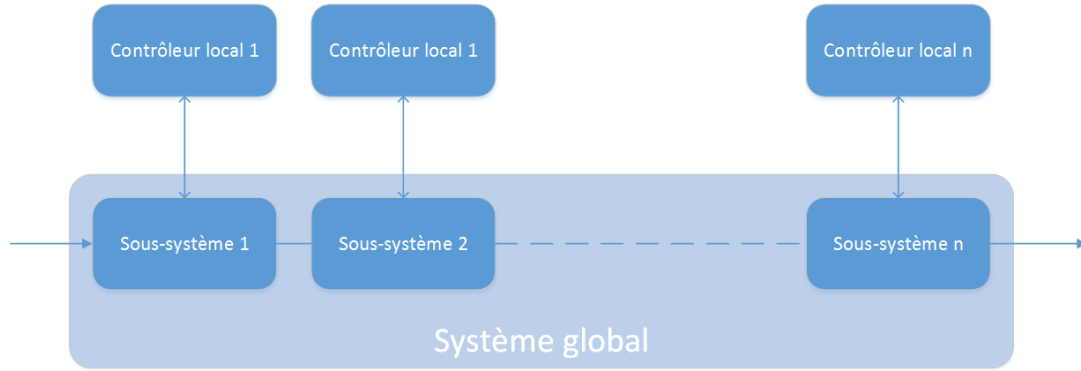 Contrôleur local 1
Contrôleur local 1
Contrôleur local n
Sous-système 1
Sous-système 2
Sous-système n
Système global